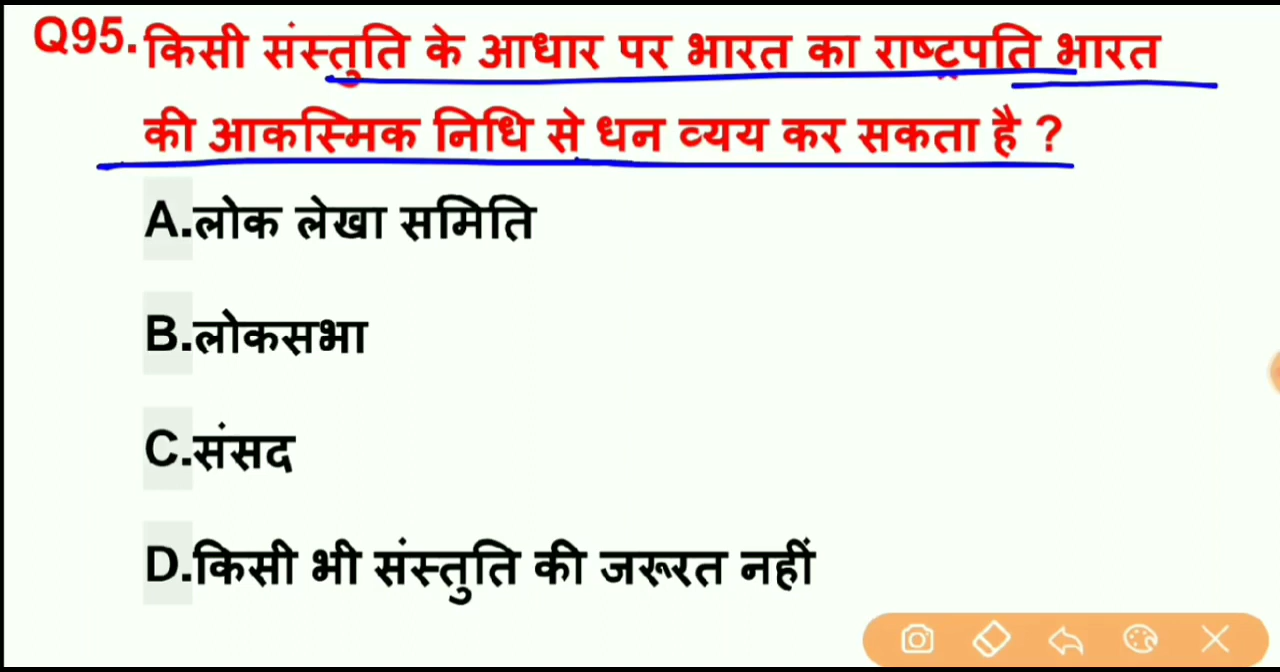 Q95. किसी संस्तुति के आधार पर भारत का राष्ट्रपति भारत
की आकस्मिक निधि से धन व्यय कर सकता है ?
A.लोक लेखा समिति
B.लोकसभा
C.संसद
D.किसी भी संस्तुति की जरूरत नहीं